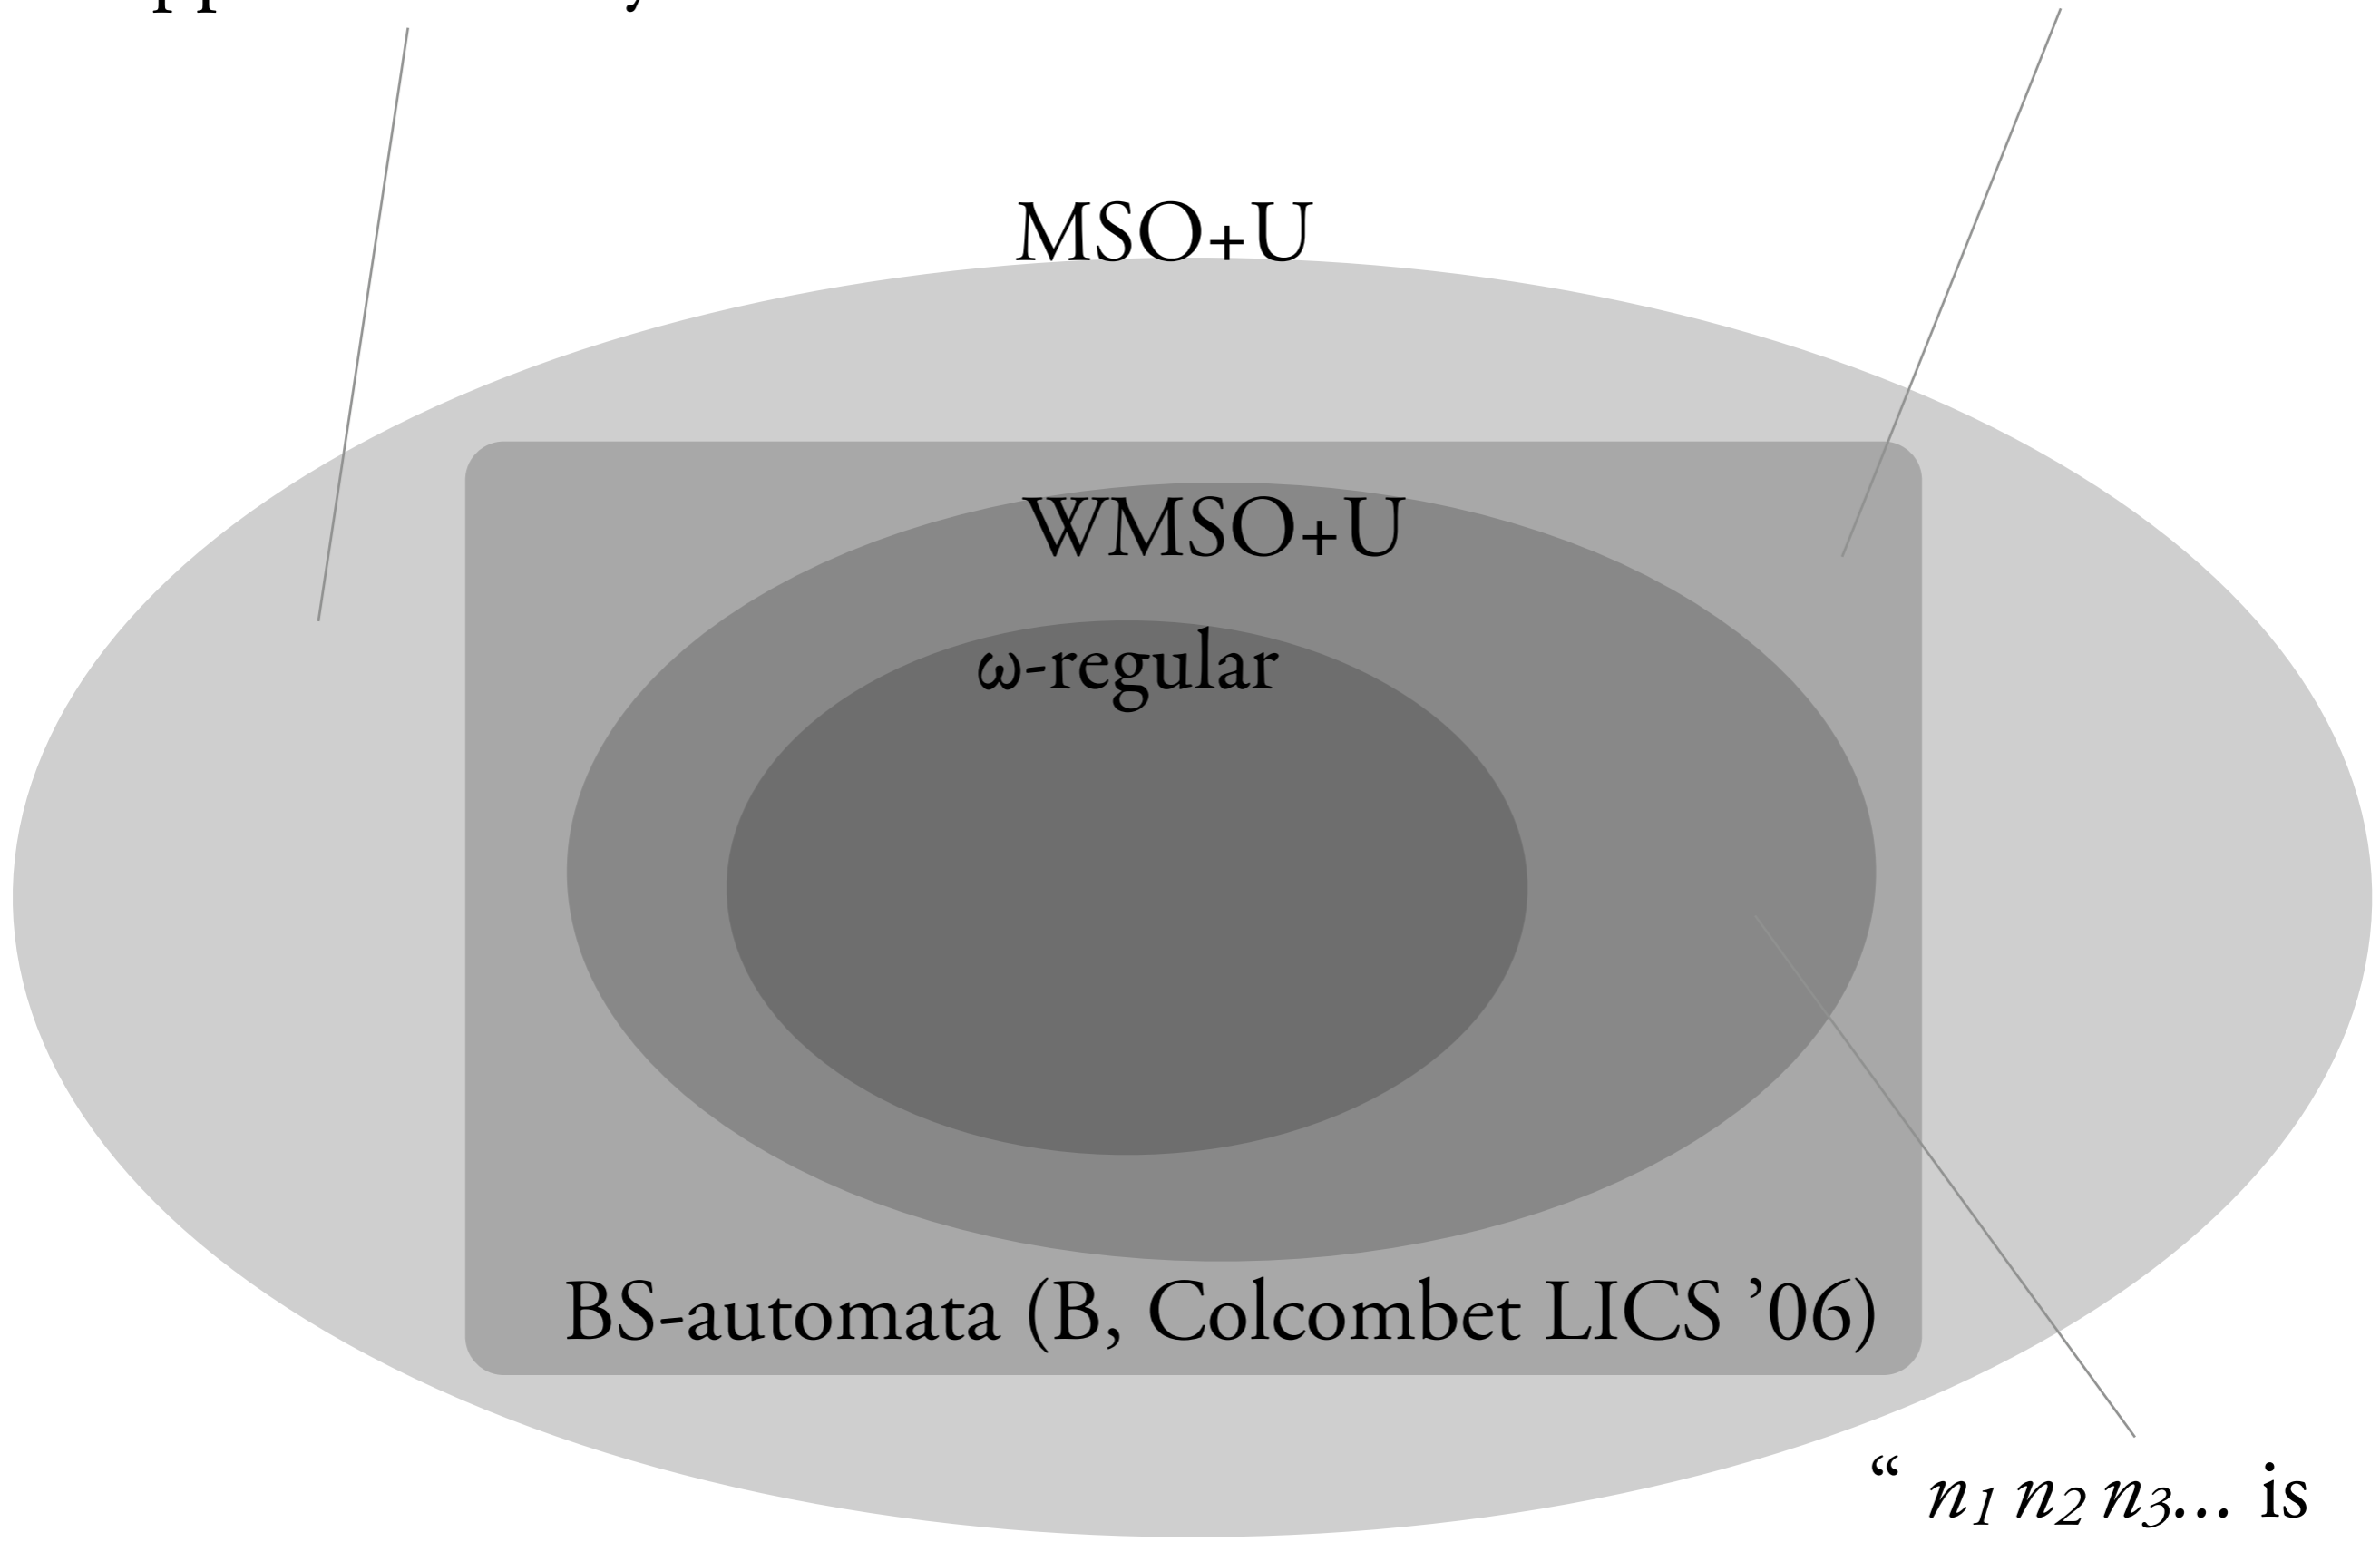 MSO+U
WMSO+U
ω-regular
BS-automata (B, Colcombet LICS ’06)
“ n₁ n₂ n₃... is